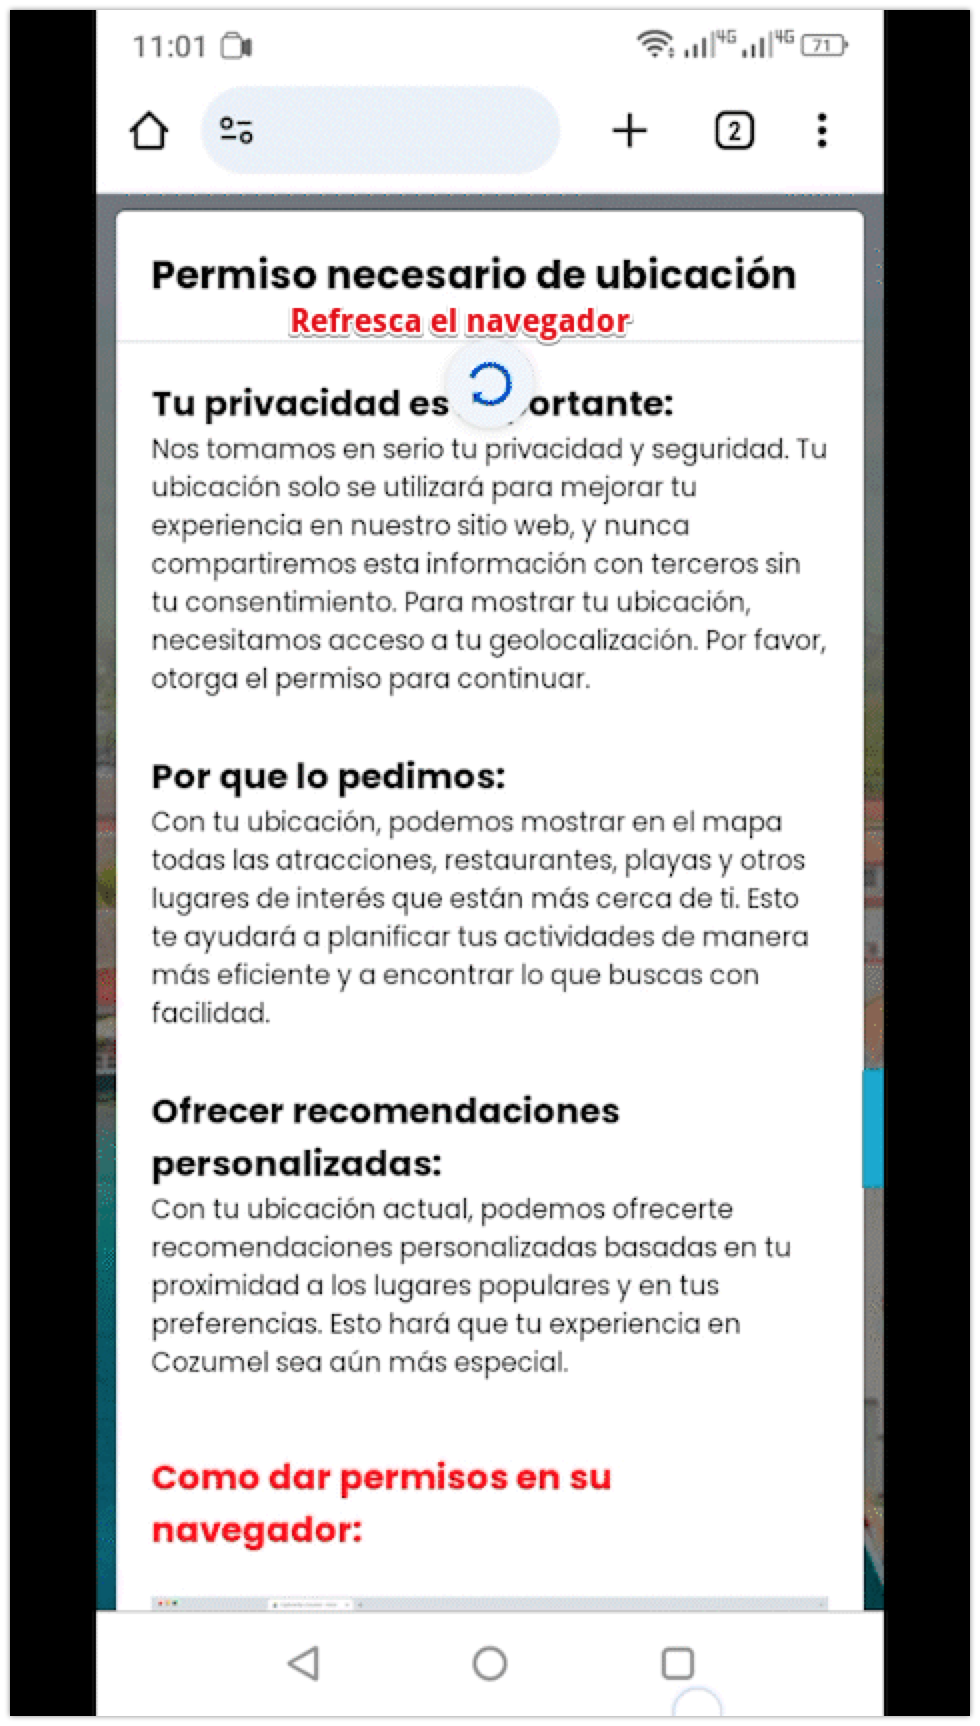 11:01
4G
4G
71
2
Permiso necesario de ubicación
Refresca el navegador
Tu privacidad es ortante:
Nos tomamos en serio tu privacidad y seguridad. Tu
ubicación solo se utilizará para mejorar tu
experiencia en nuestro sitio web, y nunca
compartiremos esta información con terceros sin
tu consentimiento. Para mostrar tu ubicación,
necesitamos acceso a tu geolocalización. Por favor,
otorga el permiso para continuar.
Por que lo pedimos:
Con tu ubicación, podemos mostrar en el mapa
todas las atracciones, restaurantes, playas y otros
lugares de interés que están más cerca de ti. Esto
te ayudará a planificar tus actividades de manera
más eficiente y a encontrar lo que buscas con
facilidad.
Ofrecer recomendaciones
personalizadas:
Con tu ubicación actual, podemos ofrecerte
recomendaciones personalizadas basadas en tu
proximidad a los lugares populares y en tus
preferencias. Esto hará que tu experiencia en
Cozumel sea aún más especial.
Como dar permisos en su
navegador: